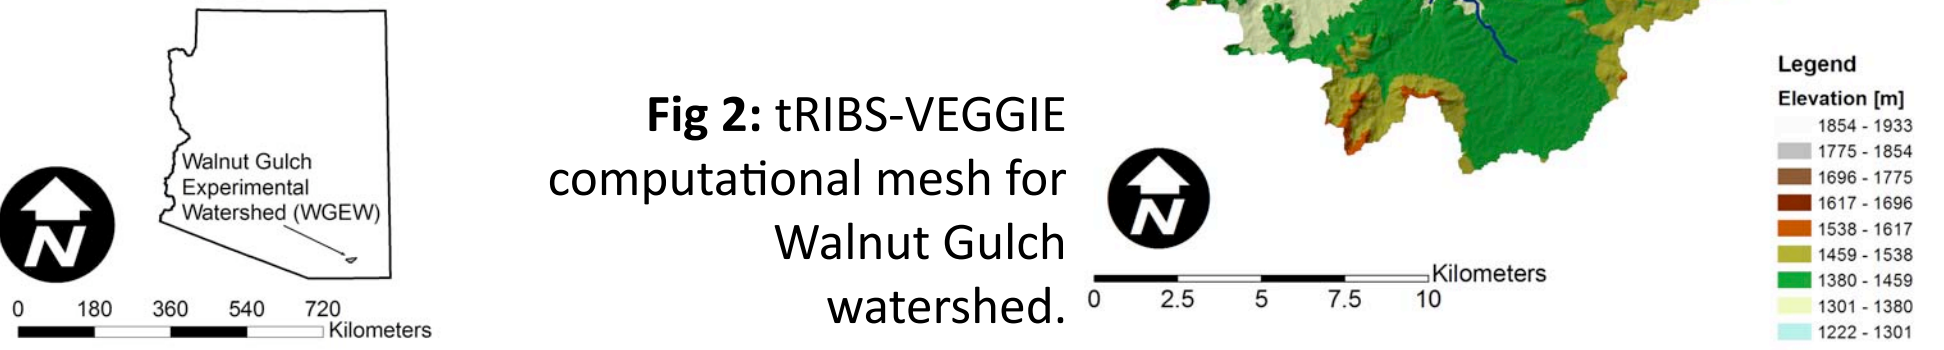 Walnut Gulch
Experimental
Watershed (WGEW)
N
0 180 360 540 720
Kilometers
Fig 2: tRIBS-VEGGIE
computational mesh for
Walnut Gulch
watershed.
N
Kilometers
0 2.5 5 7.5 10
Legend
Elevation [m]
1854 - 1933
1775 - 1854
1696 - 1775
1617 - 1696
1538 - 1617
1459 - 1538
1380 - 1459
1301 - 1380
1222 - 1301